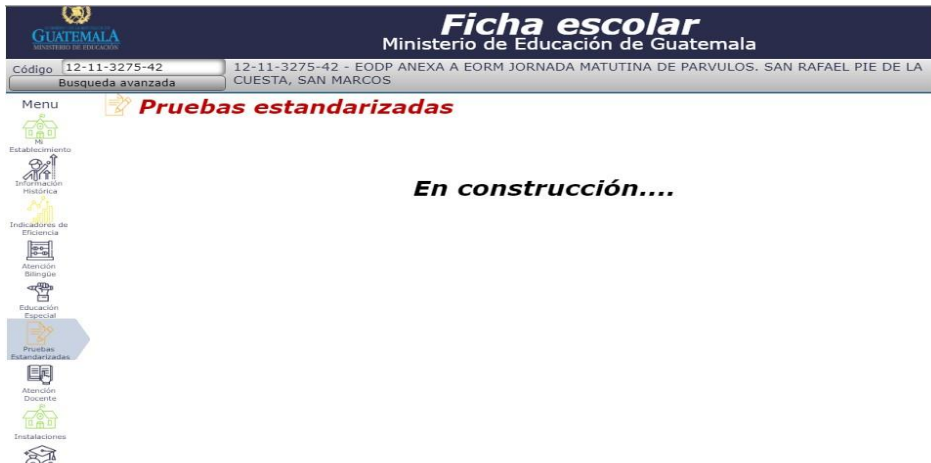 Ficha escolar
GUATEMALA
MINISTERIO DE EDUCACIÓN
Ministerio de Educación de Guatemala
Código 12-11-3275-42
12-11-3275-42 - EODP ANEXA A EORM JORNADA MATUTINA DE PARVULOS. SAN RAFAEL PIE DE LA
CUESTA, SAN MARCOS
Busqueda avanzada
Menu
Pruebas estandarizadas
Mi
Establecimiento
En construcción....
Información
Histórica
Indicadores de
Eficiencia
Atención
Bilingüe
Educación
Especial
Pruebas
Estandarizadas
Atención
Docente
Instalaciones